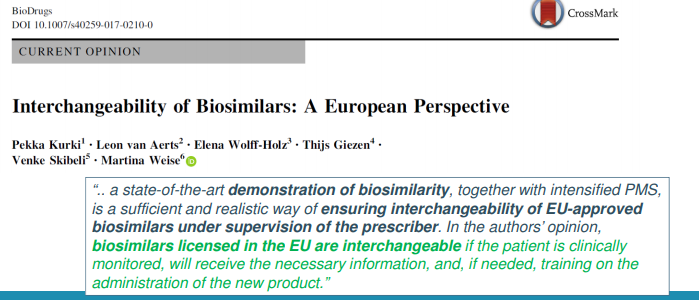 BioDrugs
DOI 10.1007/s40259-017-0210-0
CrossMark
CURRENT OPINION
Interchangeability of Biosimilars: A European Perspective
Pekka Kurki1 · Leon van Aerts2 · Elena Wolff-Holz3 · Thijs Giezen4 ·
Venke Skibeli5 · Martina Weise6
“.. a state-of-the-art demonstration of biosimilarity, together with intensified PMS,
is a sufficient and realistic way of ensuring interchangeability of EU-approved
biosimilars under supervision of the prescriber. In the authors’ opinion,
biosimilars licensed in the EU are interchangeable if the patient is clinically
monitored, will receive the necessary information, and, if needed, training on the
administration of the new product.”